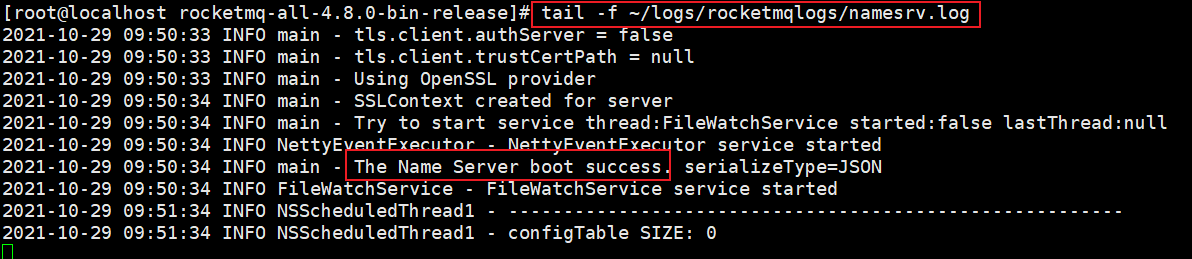 [root@localhost rocketmq-all-4.8.0-bin-release]# tail -f ~/logs/rocketmqlogs/namesrv.log
2021-10-29 09:50:33 INFO main - tls.client.authServer = false
2021-10-29 09:50:33 INFO main - tls.client.trustCertPath = null
2021-10-29 09:50:33 INFO main - Using OpenSSL provider
2021-10-29 09:50:34 INFO main - SSLContext created for server
2021-10-29 09:50:34 INFO main - Try to start service thread:FileWatchService started:false lastThread:null
2021-10-29 09:50:34 INFO NettyEventExecutor - NettyEventExecutor service started
2021-10-29 09:50:34 INFO main - The Name Server boot success. serializeType=JSON
2021-10-29 09:50:34 INFO FileWatchService - FileWatchService service started
2021-10-29 09:51:34 INFO NSScheduledThread1 - --------------------------------------------------------
2021-10-29 09:51:34 INFO NSScheduledThread1 - configTable SIZE: 0